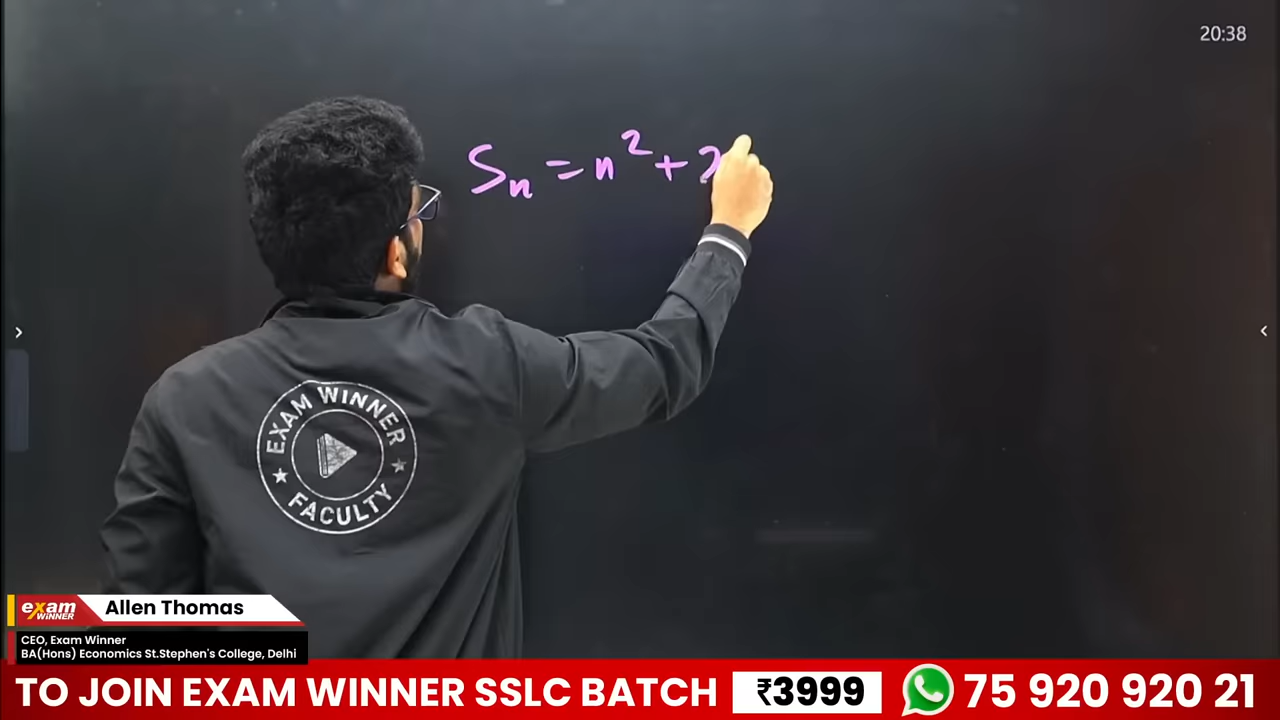 20:38
Sn = n² + 2
EXAM WINNER
FACULTY
exam WINNER
Allen Thomas
CEO, Exam Winner
BA(Hons) Economics St.Stephen's College, Delhi
TO JOIN EXAM WINNER SSLC BATCH ₹3999 75 920 920 21